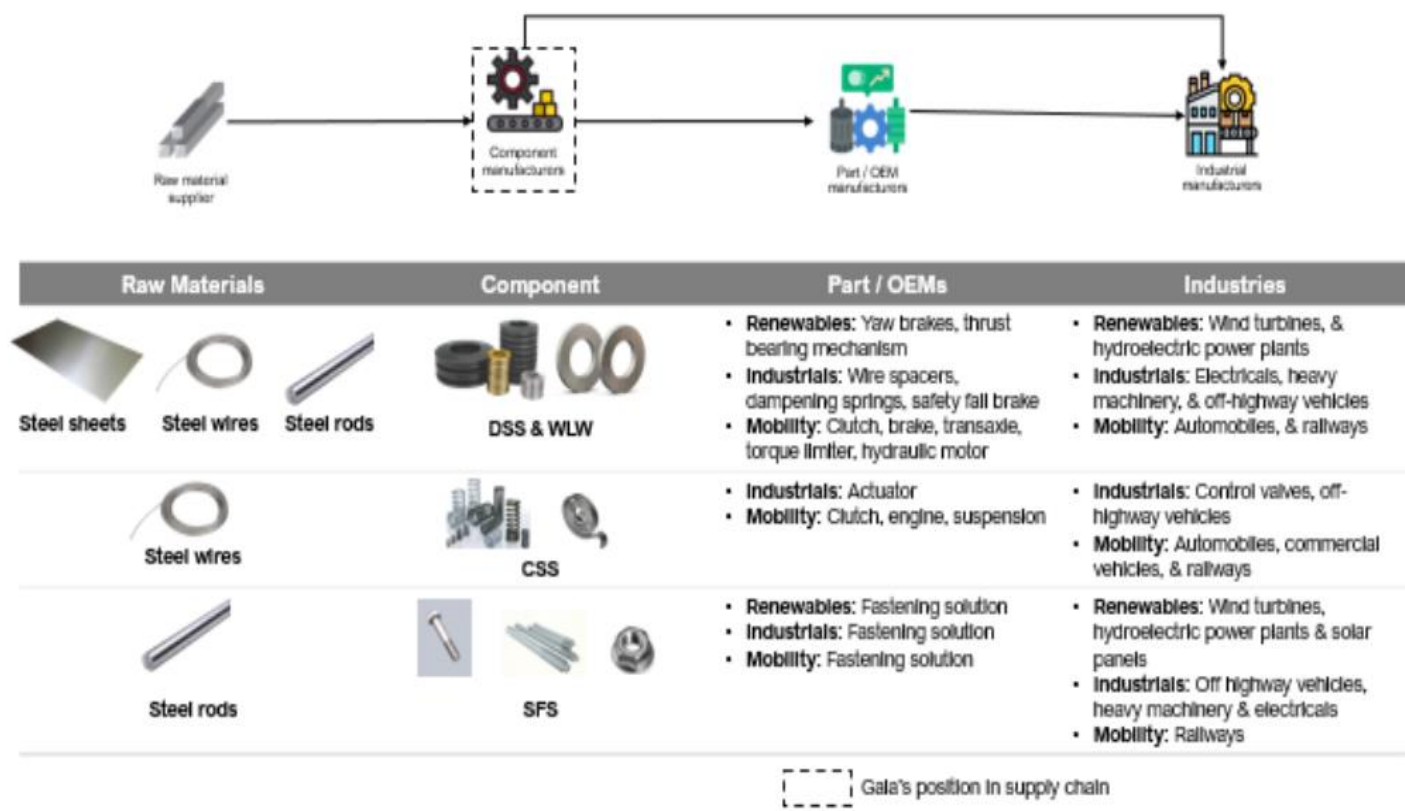 Raw material
supplier
Component
manufacturers
Part / OEM
manufacturers
Industrial
manufacturers
Raw Materials
Component
Part / OEMs
Industries
Steel sheets
Steel wires
Steel rods
DSS & WLW
• Renewables: Yaw brakes, thrust
bearing mechanism
• Industrials: Wire spacers,
dampening springs, safety fall brake
• Mobility: Clutch, brake, transaxle,
torque limiter, hydraulic motor
• Renewables: Wind turbines, &
hydroelectric power plants
• Industrials: Electricals, heavy
machinery, & off-highway vehicles
• Mobility: Automobiles, & railways
Steel wires
CSS
• Industrials: Actuator
• Mobility: Clutch, engine, suspension
• Industrials: Control valves, off-
highway vehicles
• Mobility: Automobiles, commercial
vehicles, & railways
Steel rods
SFS
• Renewables: Fastening solution
• Industrials: Fastening solution
• Mobility: Fastening solution
• Renewables: Wind turbines,
hydroelectric power plants & solar
panels
• Industrials: Off highway vehicles,
heavy machinery & electricals
• Mobility: Railways
Gala's position in supply chain